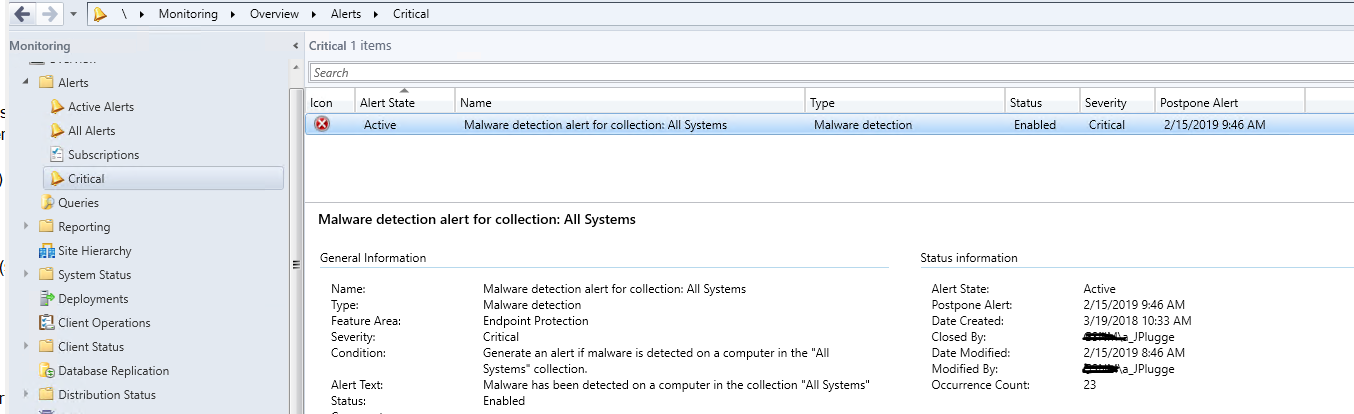 \ Monitoring Overview Alerts Critical
Monitoring
Alerts
Active Alerts
All Alerts
Subscriptions
Critical
Queries
Reporting
Site Hierarchy
System Status
Deployments
Client Operations
Client Status
Database Replication
Distribution Status
Critical 1 items
Search
Icon Alert State Name Type Status Severity Postpone Alert
Active Malware detection alert for collection: All Systems Malware detection Enabled Critical 2/15/2019 9:46 AM
Malware detection alert for collection: All Systems
General Information
Name: Malware detection alert for collection: All Systems
Type: Malware detection
Feature Area: Endpoint Protection
Severity: Critical
Condition: Generate an alert if malware is detected on a computer in the "All
Systems" collection.
Alert Text: Malware has been detected on a computer in the collection "All Systems"
Status: Enabled
Status information
Alert State: Active
Postpone Alert: 2/15/2019 9:46 AM
Date Created: 3/19/2018 10:33 AM
Closed By: \a_JPlugge
Date Modified: 2/15/2019 8:46 AM
Modified By: \a_JPlugge
Occurrence Count: 23